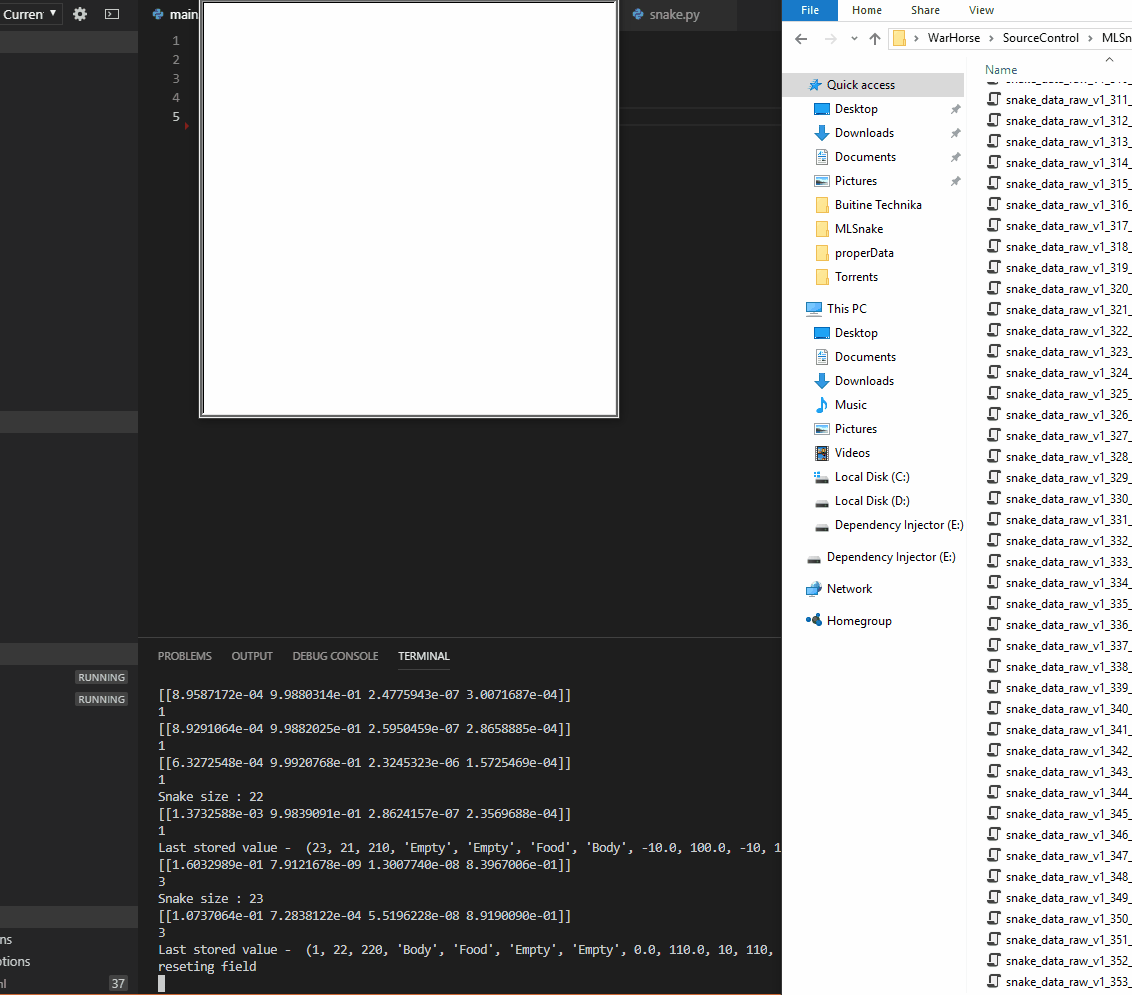 Curren
main
snake.py
1
2
3
4
5
RUNNING
RUNNING
ns
ptions
ml
37
PROBLEMS OUTPUT DEBUG CONSOLE TERMINAL
[[8.9587172e-04 9.9880314e-01 2.4775943e-07 3.0071687e-04]]
1
[[8.9291064e-04 9.9882025e-01 2.5950459e-07 2.8658885e-04]]
1
[[6.3272548e-04 9.9920768e-01 2.3245323e-06 1.5725469e-04]]
1
Snake size : 22
[[1.3732588e-03 9.9839091e-01 2.8624157e-07 2.3569688e-04]]
1
Last stored value -  (23, 21, 210, 'Empty', 'Empty', 'Food', 'Body', -10.0, 100.0, -10, 1
[[1.6032989e-01 7.9121678e-09 1.3007740e-08 8.3967006e-01]]
3
Snake size : 23
[[1.0737064e-01 7.2838122e-04 5.5196228e-08 8.9190090e-01]]
3
Last stored value -  (1, 22, 220, 'Body', 'Food', 'Empty', 'Empty', 0.0, 110.0, 10, 110,
reseting field
File Home Share View
WarHorse > SourceControl > MLSn
Quick access
Desktop
Downloads
Documents
Pictures
Buitine Technika
MLSnake
properData
Torrents
This PC
Desktop
Documents
Downloads
Music
Pictures
Videos
Local Disk (C:)
Local Disk (D:)
Dependency Injector (E:)
Dependency Injector (E:)
Network
Homegroup
Name
snake_data_raw_v1_311_
snake_data_raw_v1_312_
snake_data_raw_v1_313_
snake_data_raw_v1_314_
snake_data_raw_v1_315_
snake_data_raw_v1_316_
snake_data_raw_v1_317_
snake_data_raw_v1_318_
snake_data_raw_v1_319_
snake_data_raw_v1_320_
snake_data_raw_v1_321_
snake_data_raw_v1_322_
snake_data_raw_v1_323_
snake_data_raw_v1_324_
snake_data_raw_v1_325_
snake_data_raw_v1_326_
snake_data_raw_v1_327_
snake_data_raw_v1_328_
snake_data_raw_v1_329_
snake_data_raw_v1_330_
snake_data_raw_v1_331_
snake_data_raw_v1_332_
snake_data_raw_v1_333_
snake_data_raw_v1_334_
snake_data_raw_v1_335_
snake_data_raw_v1_336_
snake_data_raw_v1_337_
snake_data_raw_v1_338_
snake_data_raw_v1_339_
snake_data_raw_v1_340_
snake_data_raw_v1_341_
snake_data_raw_v1_342_
snake_data_raw_v1_343_
snake_data_raw_v1_344_
snake_data_raw_v1_345_
snake_data_raw_v1_346_
snake_data_raw_v1_347_
snake_data_raw_v1_348_
snake_data_raw_v1_349_
snake_data_raw_v1_350_
snake_data_raw_v1_351_
snake_data_raw_v1_352_
snake_data_raw_v1_353_